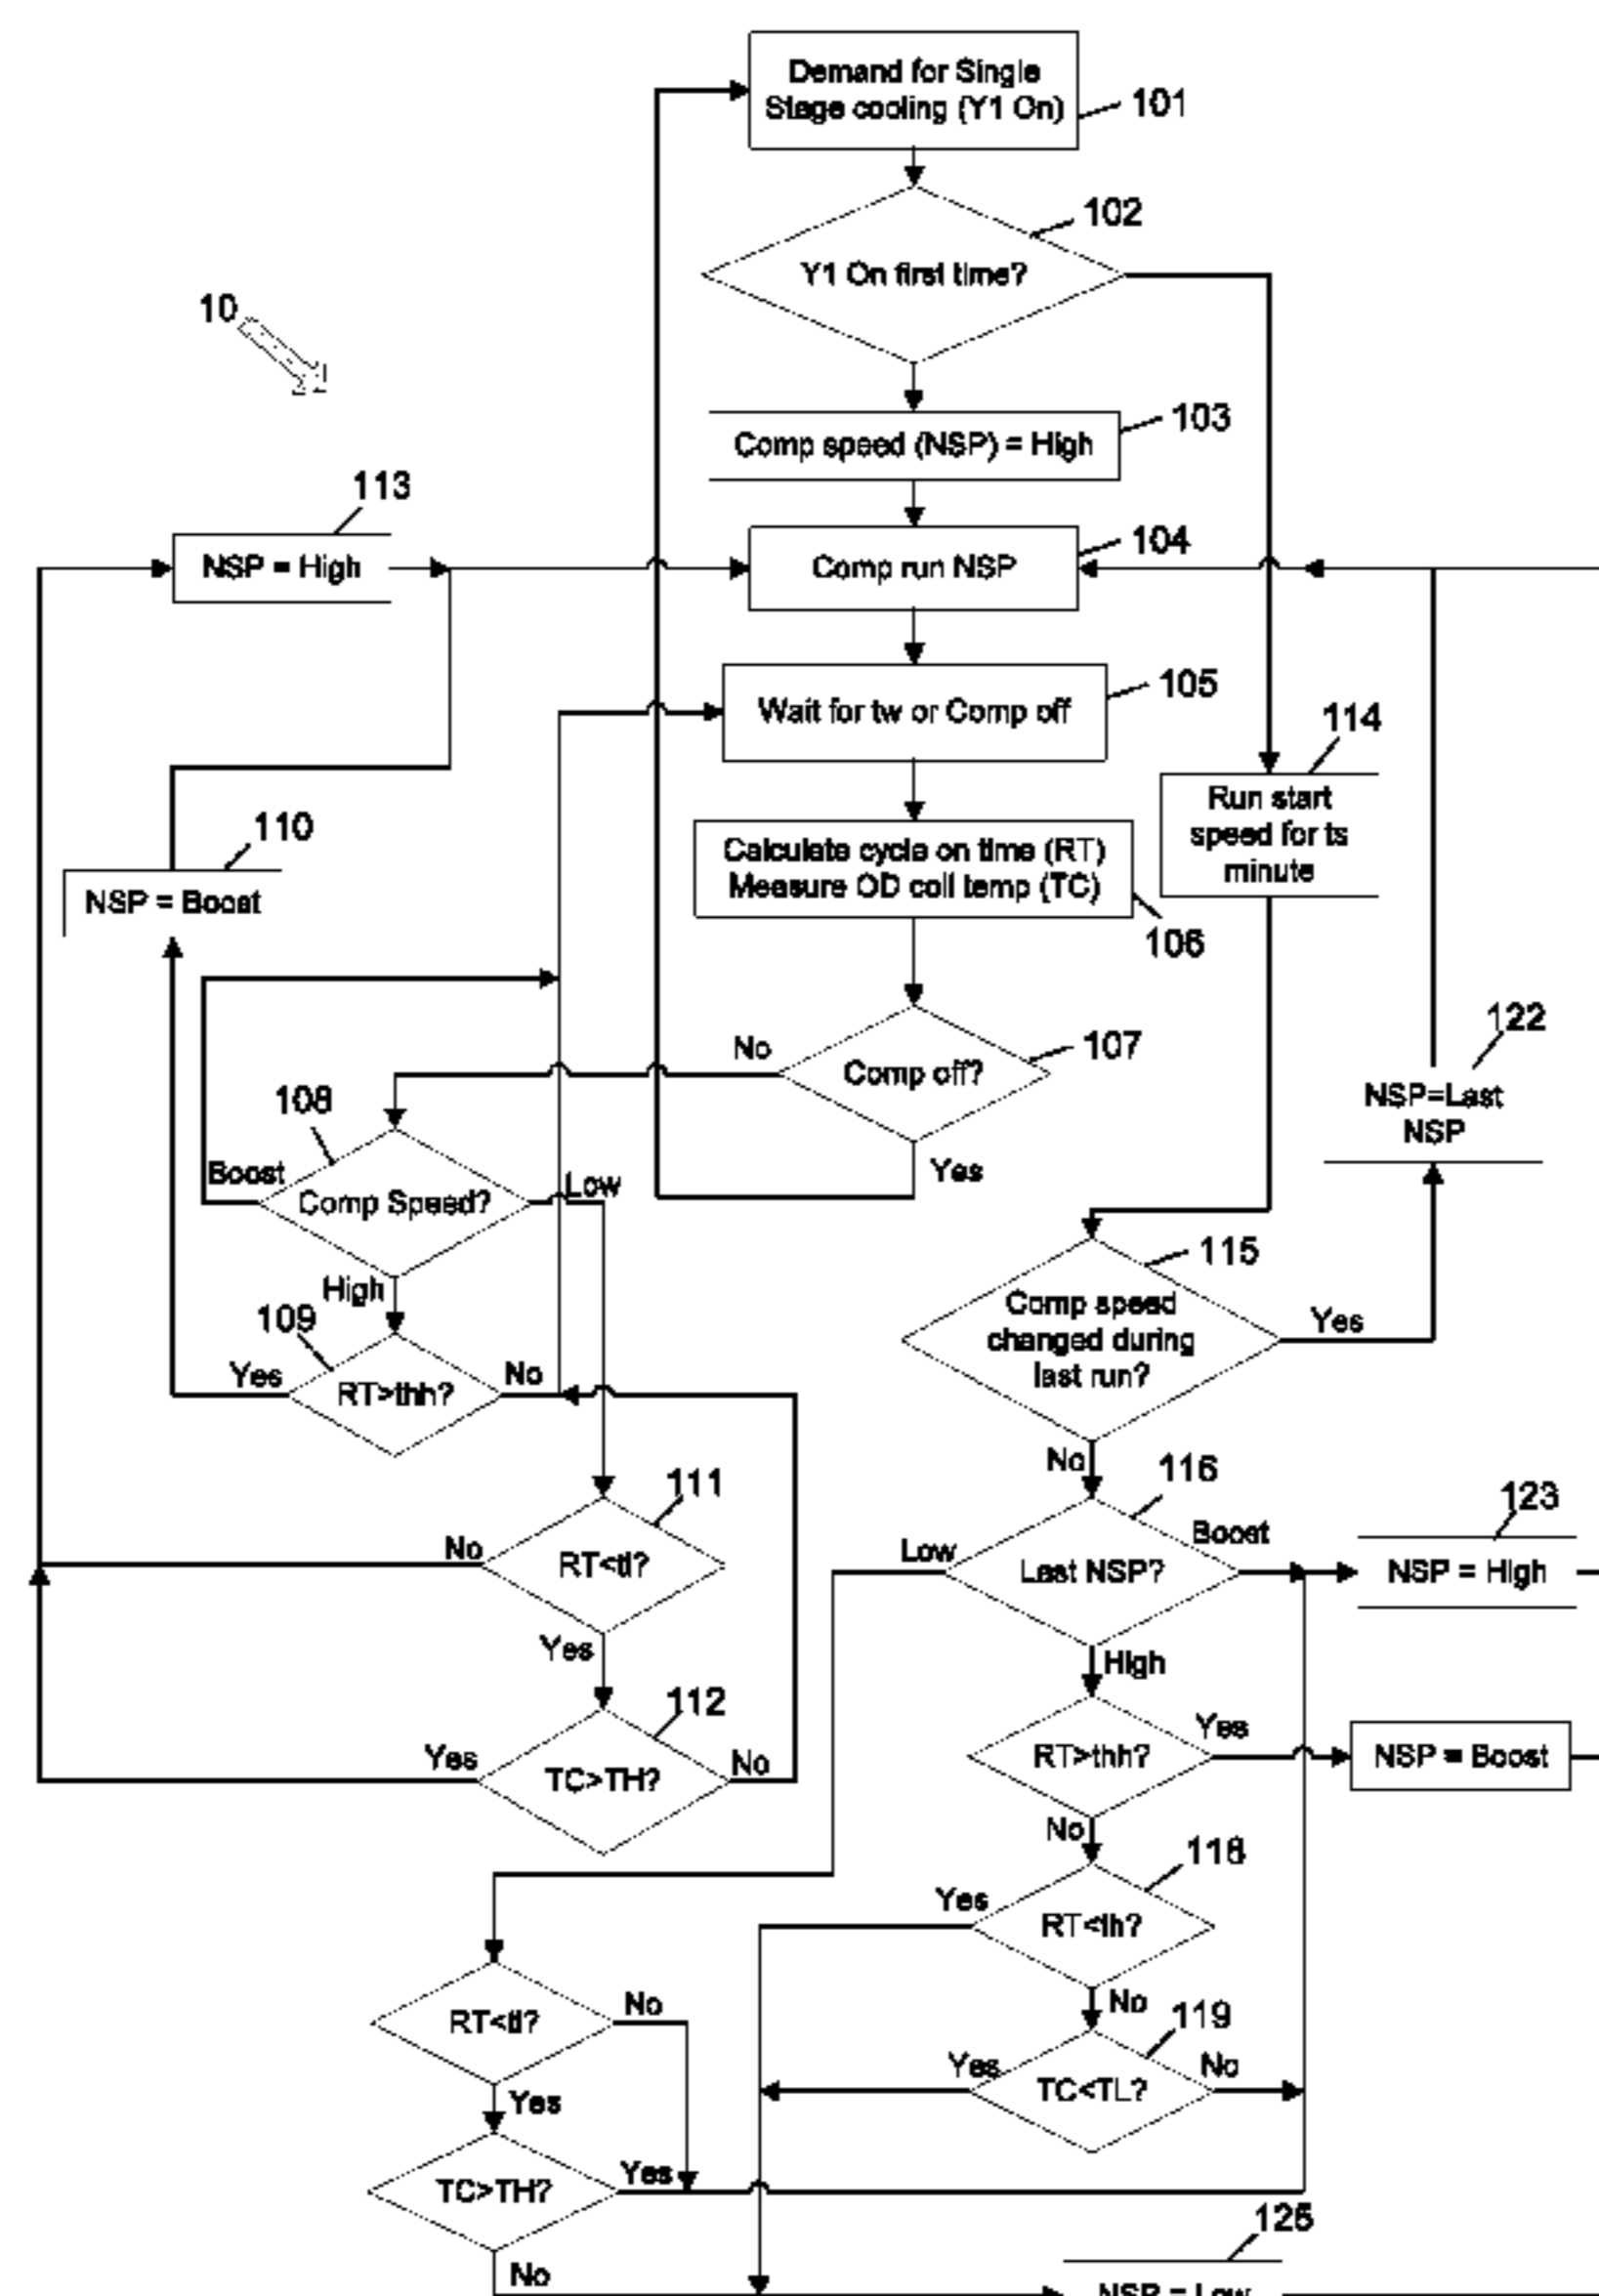 Demand for Single
Stage cooling (Y1 On)
101
102
Y1 On first time?
10
103
Comp speed (NSP) = High
113
NSP = High
104
Comp run NSP
105
Wait for tw or Comp off
114
Run start
speed for ts
minute
110
NSP = Boost
Calculate cycle on time (RT)
Measure OD coil temp (TC)
106
122
NSP=Last
NSP
No
107
Comp off?
Yes
108
Boost
Comp Speed?
Low
High
115
Comp speed
changed during
last run?
Yes
No
109
Yes
RT>thh?
No
111
No
RT<tl?
Yes
116
Low
Last NSP?
Boost
High
123
NSP = High
112
Yes
TC>TH?
No
RT>thh?
Yes
NSP = Boost
No
118
Yes
RT<th?
No
RT<tl?
No
Yes
119
Yes
TC<TL?
No
TC>TH?
Yes
No
125
NSP = Low